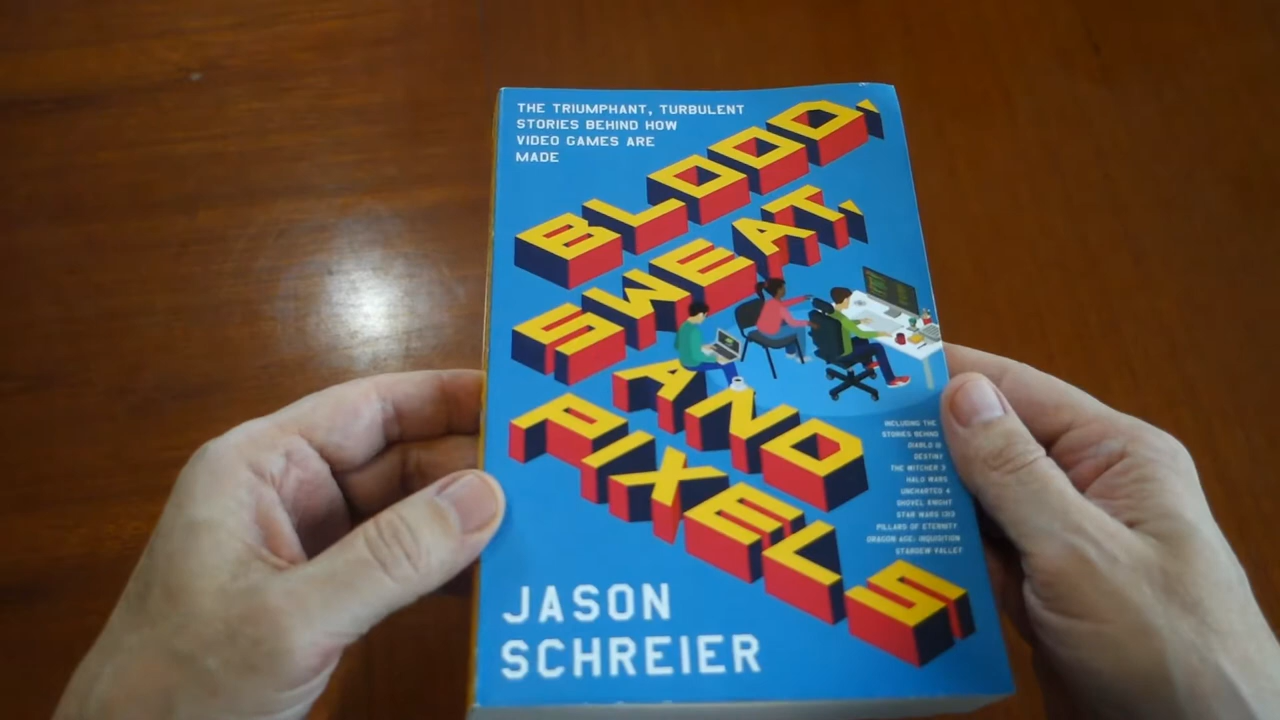 THE TRIUMPHANT, TURBULENT
STORIES BEHIND HOW
VIDEO GAMES ARE
MADE
BLOOD,
SWEAT,
AND
PIXELS
INCLUDING THE
STORIES BEHIND
DIABLO III
DESTINY
THE WITCHER 3
HALO WARS
UNCHARTED 4
SHOVEL KNIGHT
STAR WARS 1313
PILLARS OF ETERNITY
DRAGON AGE: INQUISITION
STARDEW VALLEY
JASON
SCHREIER